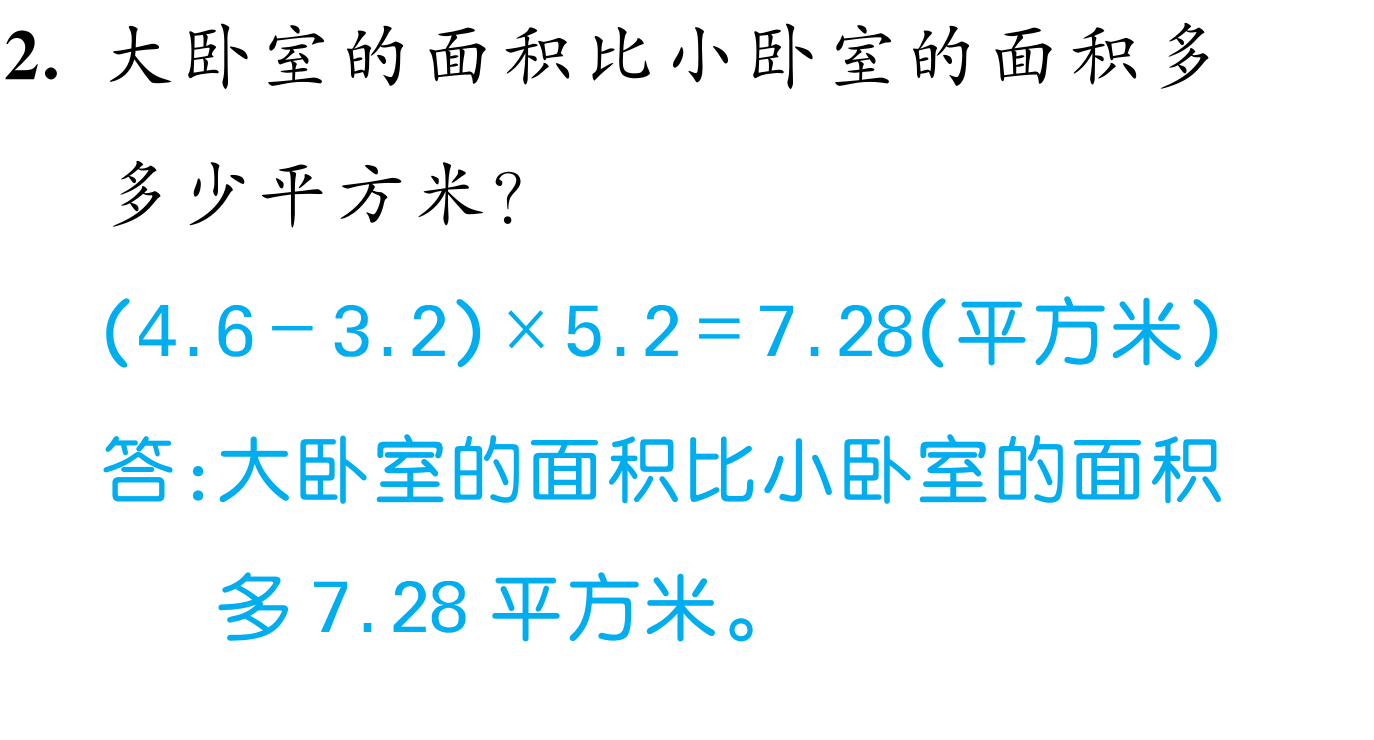 2. 大卧室的面积比小卧室的面积多
多少平方米?
(4.6-3.2)×5.2=7.28(平方米)
答:大卧室的面积比小卧室的面积
多 7.28 平方米。